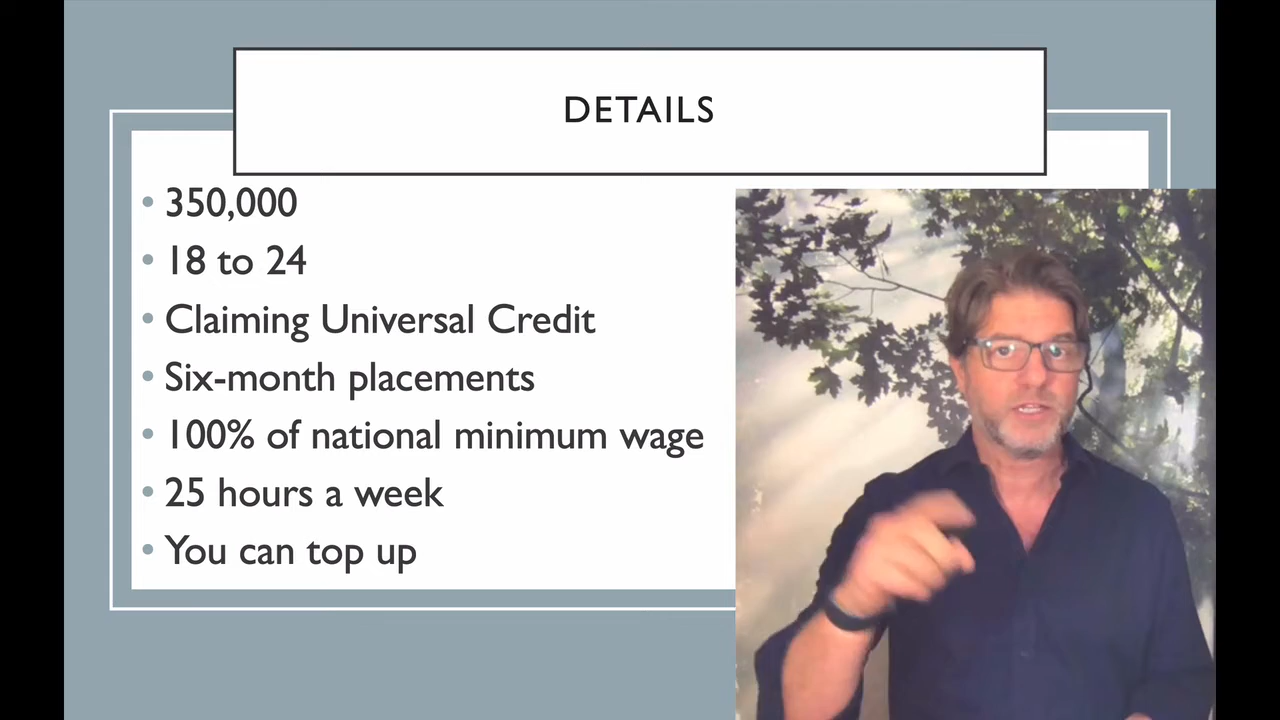 DETAILS
• 350,000
• 18 to 24
• Claiming Universal Credit
• Six-month placements
• 100% of national minimum wage
• 25 hours a week
• You can top up